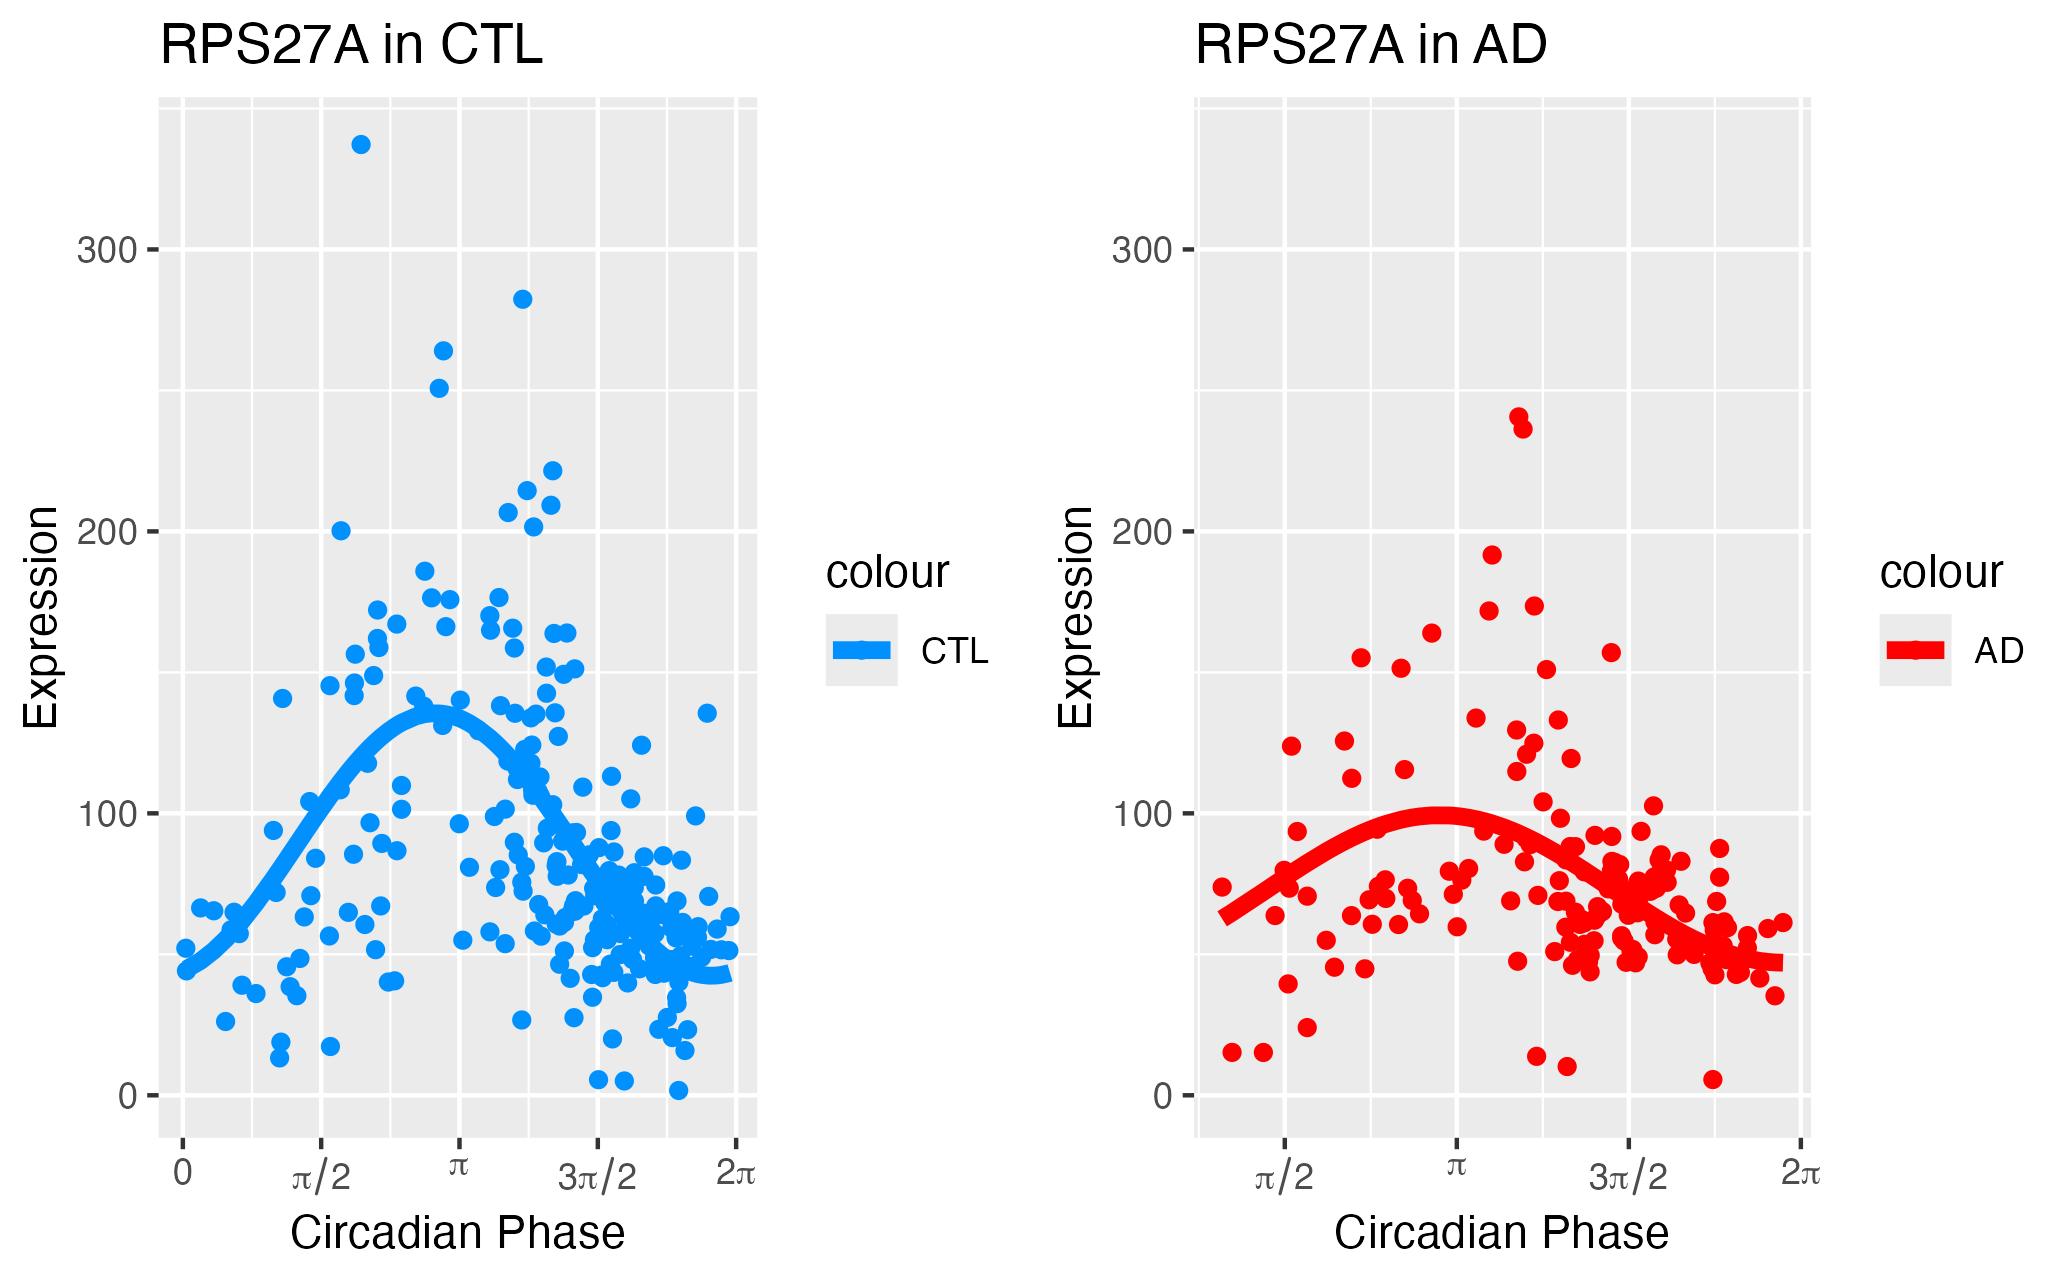 RPS27A in CTL
Expression
300
200
100
0
0 π/2 π 3π/2 2π
Circadian Phase
colour
CTL
RPS27A in AD
Expression
300
200
100
0
π/2 π 3π/2 2π
Circadian Phase
colour
AD